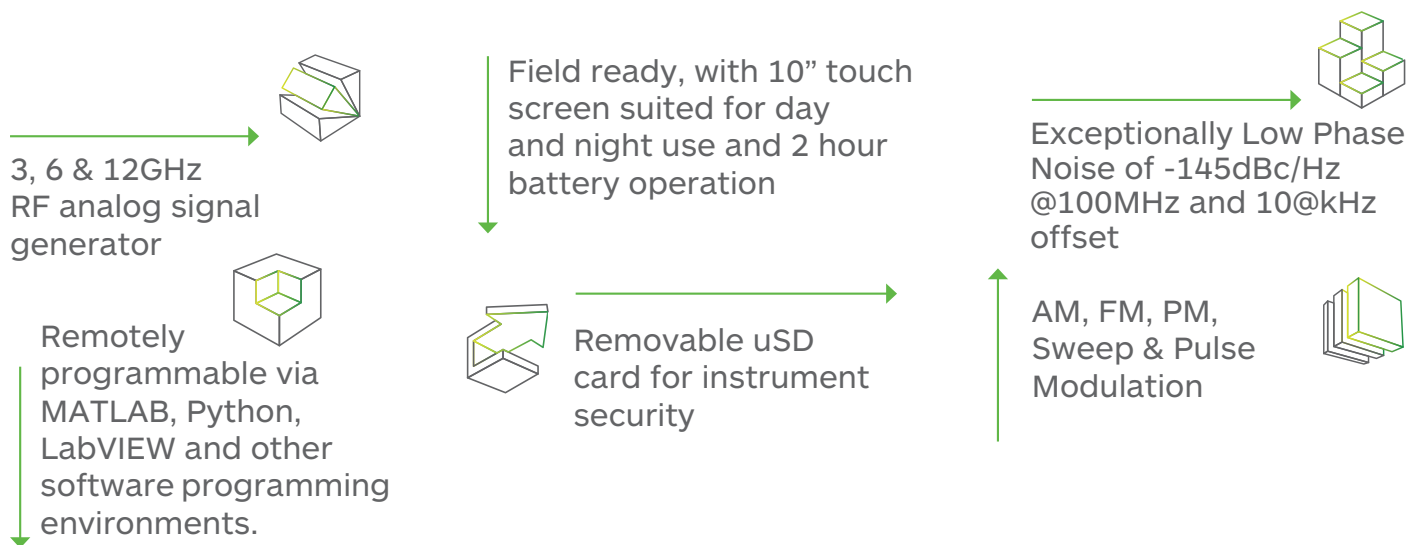 3, 6 & 12GHz
RF analog signal
generator
Remotely
programmable via
MATLAB, Python,
LabVIEW and other
software programming
environments.
Field ready, with 10” touch
screen suited for day
and night use and 2 hour
battery operation
Removable uSD
card for instrument
security
Exceptionally Low Phase
Noise of -145dBc/Hz
@100MHz and 10@kHz
offset
AM, FM, PM,
Sweep & Pulse
Modulation